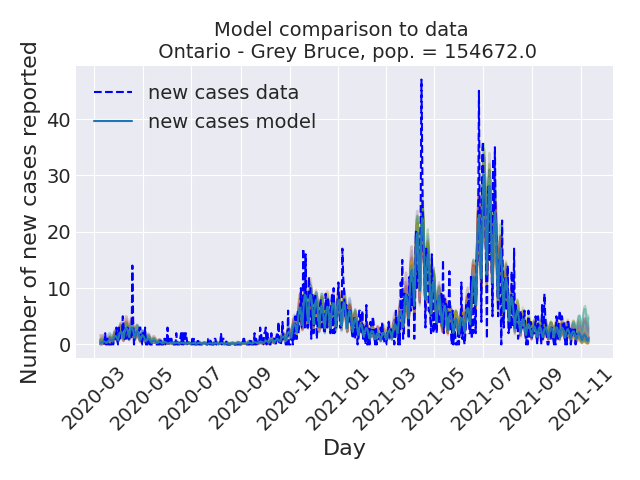 Model comparison to data
Ontario - Grey Bruce, pop. = 154672.0
Number of new cases reported
new cases data
new cases model
40
30
20
10
0
2020-03
2020-05
2020-07
2020-09
2020-11
2021-01
2021-03
2021-05
2021-07
2021-09
2021-11
Day